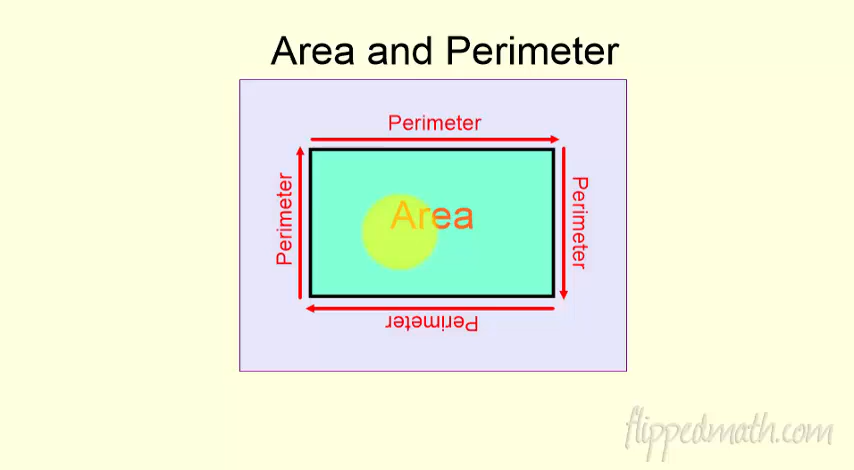 Area and Perimeter
Perimeter
Perimeter
Area
Perimeter
Perimeter
flippedmath.com